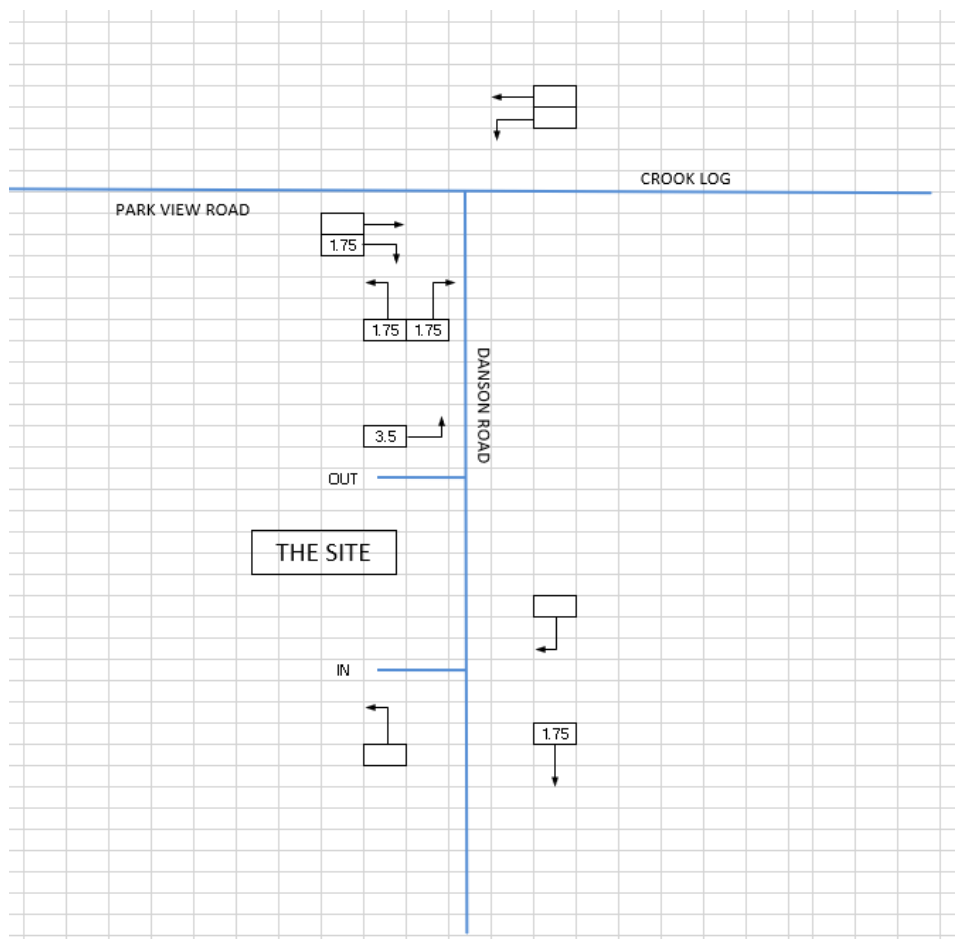 CROOK LOG
PARK VIEW ROAD
1.75
1.75 1.75
DANSON ROAD
3.5
OUT
THE SITE
IN
1.75